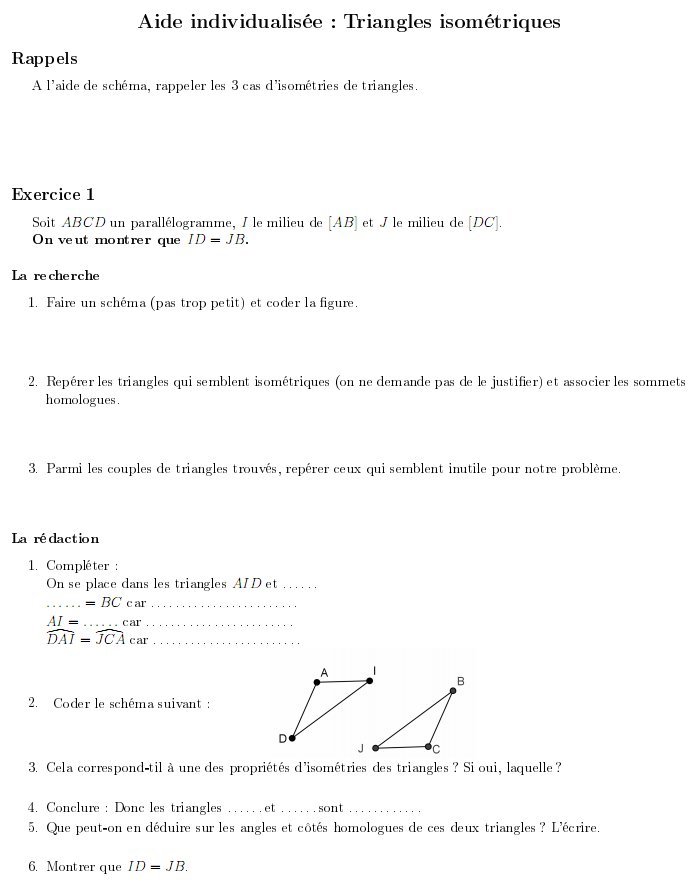 Aide individualisée : Triangles isométriques
Rappels
A l'aide de schéma, rappeler les 3 cas d'isométries de triangles.
Exercice 1
Soit ABCD un parallélogramme, I le milieu de [AB] et J le milieu de [DC].
On veut montrer que ID = JB.
La recherche
1. Faire un schéma (pas trop petit) et coder la figure.
2. Repérer les triangles qui semblent isométriques (on ne demande pas de le justifier) et associer les sommets
homologues.
3. Parmi les couples de triangles trouvés, repérer ceux qui semblent inutile pour notre problème.
La rédaction
1. Compléter :
On se place dans les triangles AID et ......
...... = BC car ........................
AI = ...... car ........................
DAI = JCA car ........................
2. Coder le schéma suivant :
A I
B
D
J C
3. Cela correspond-til à une des propriétés d'isométries des triangles ? Si oui, laquelle ?
4. Conclure : Donc les triangles ...... et ...... sont ............
5. Que peut-on en déduire sur les angles et côtés homologues de ces deux triangles ? L'écrire.
6. Montrer que ID = JB.